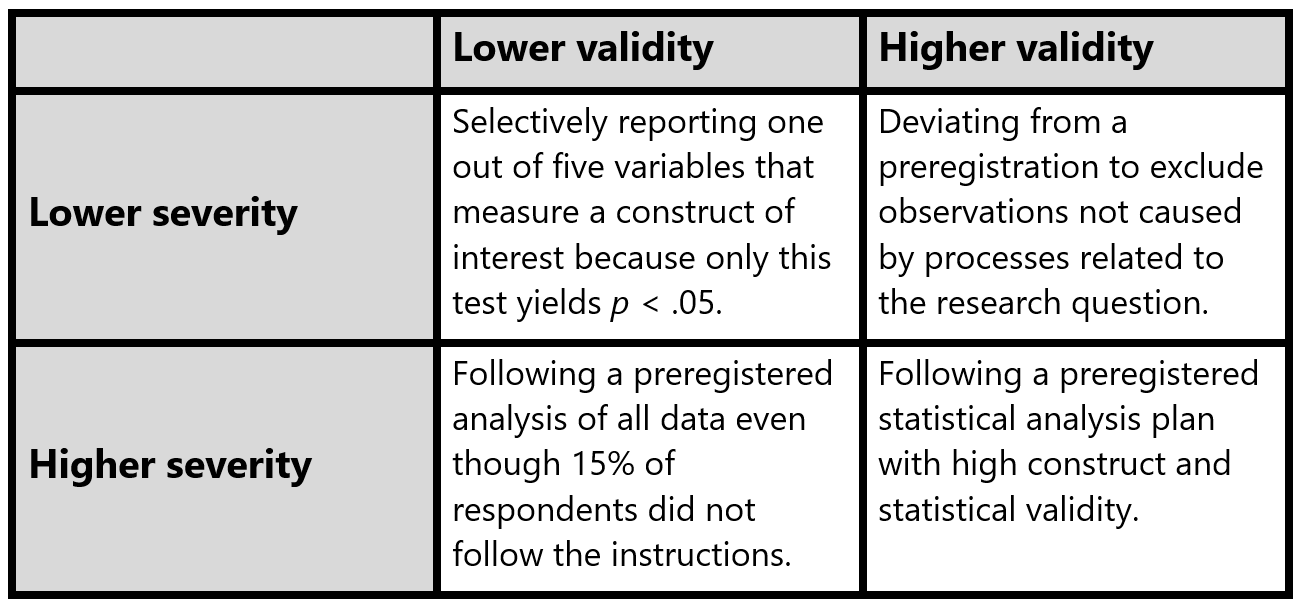 Lower validity
Higher validity
Lower severity
Selectively reporting one
out of five variables that
measure a construct of
interest because only this
test yields p < .05.
Deviating from a
preregistration to exclude
observations not caused
by processes related to
the research question.
Higher severity
Following a preregistered
analysis of all data even
though 15% of
respondents did not
follow the instructions.
Following a preregistered
statistical analysis plan
with high construct and
statistical validity.